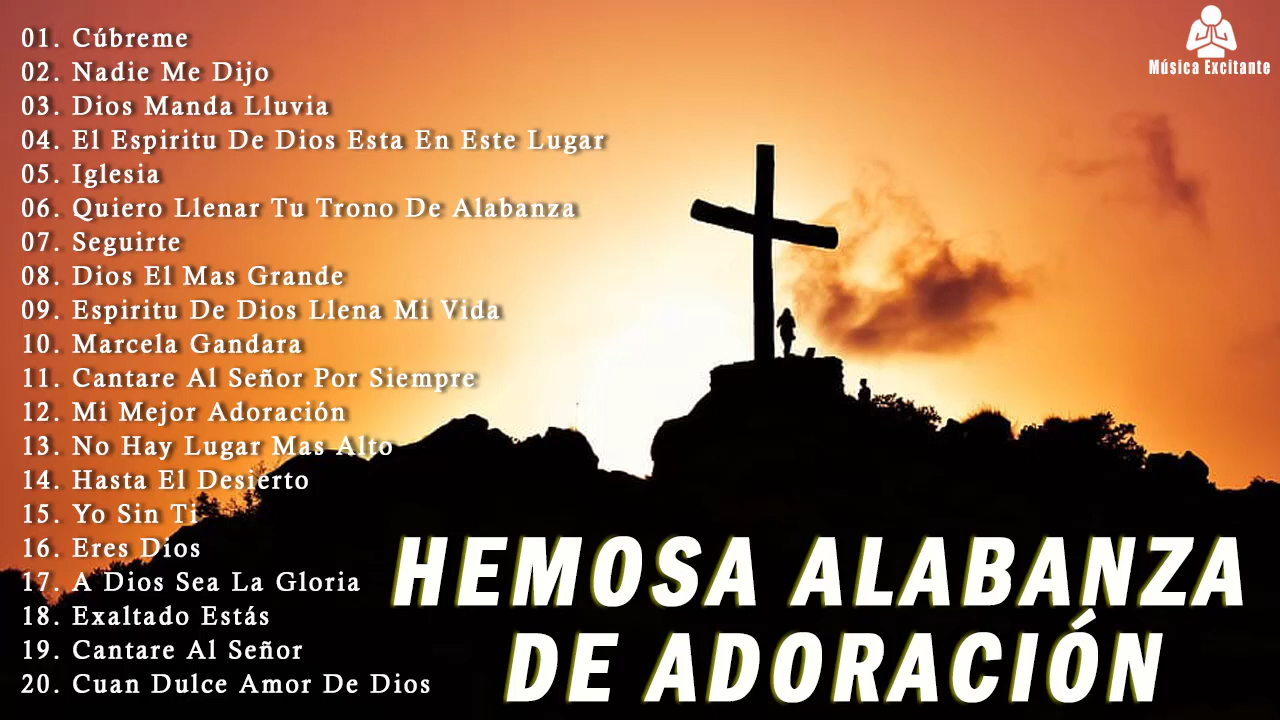 01. Cúbreme
02. Nadie Me Dijo
03. Dios Manda Lluvia
04. El Espiritu De Dios Esta En Este Lugar
05. Iglesia
06. Quiero Llenar Tu Trono De Alabanza
07. Seguirte
08. Dios El Mas Grande
09. Espiritu De Dios Llena Mi Vida
10. Marcela Gandara
11. Cantare Al Señor Por Siempre
12. Mi Mejor Adoración
13. No Hay Lugar Mas Alto
14. Hasta El Desierto
15. Yo Sin Ti
16. Eres Dios
17. A Dios Sea La Gloria
18. Exaltado Estás
19. Cantare Al Señor
20. Cuan Dulce Amor De Dios
Música Excitante
HEMOSA ALABANZA
DE ADORACIÓN